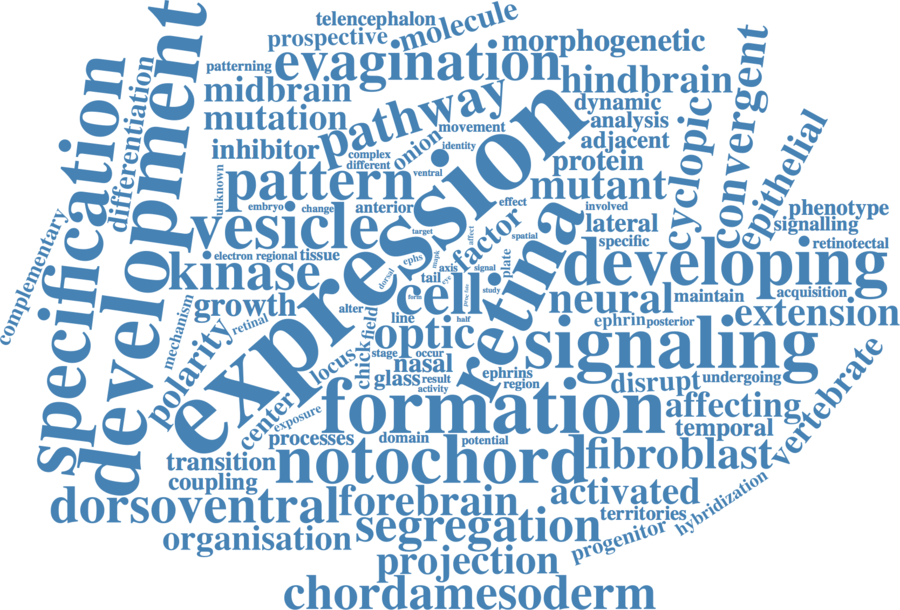 telencephalon
molecule
prospective
morphogenetic
patterning
evagination
convergent
specification
development
differentiation
midbrain
hindbrain
pathway
dynamic
mutation
movement
analysis
cyclopic
epithelial
onion
adjacent
inhibitor
identity
complex
different
protein
pattern
ventral
mutant
unknown
expression
embryo
change
anterior
effect
involved
phenotype
complementary
vesicle
factor
lateral
signalling
target
affect
spatial
specific
retinotectal
electron
regional
tissue
ephs
maps
plate
retina
developing
kinase
dorsal
tail
axis
signal
eye
study
cell
form
neural
maintain
acquisition
growth
alter
mechanism
retinal
field
line
half
ephrin
posterior
extension
polarity
optic
signaling
locus
chick
stage
occur
nasal
glass
result
activity
ephrins
region
disrupt
undergoing
vertebrate
center
exposure
formation
affecting
temporal
processes
domain
potential
transition
notochord
fibroblast
coupling
dorsoventral
forebrain
activated
hybridization
territories
organisation
segregation
progenitor
projection
chordamesoderm